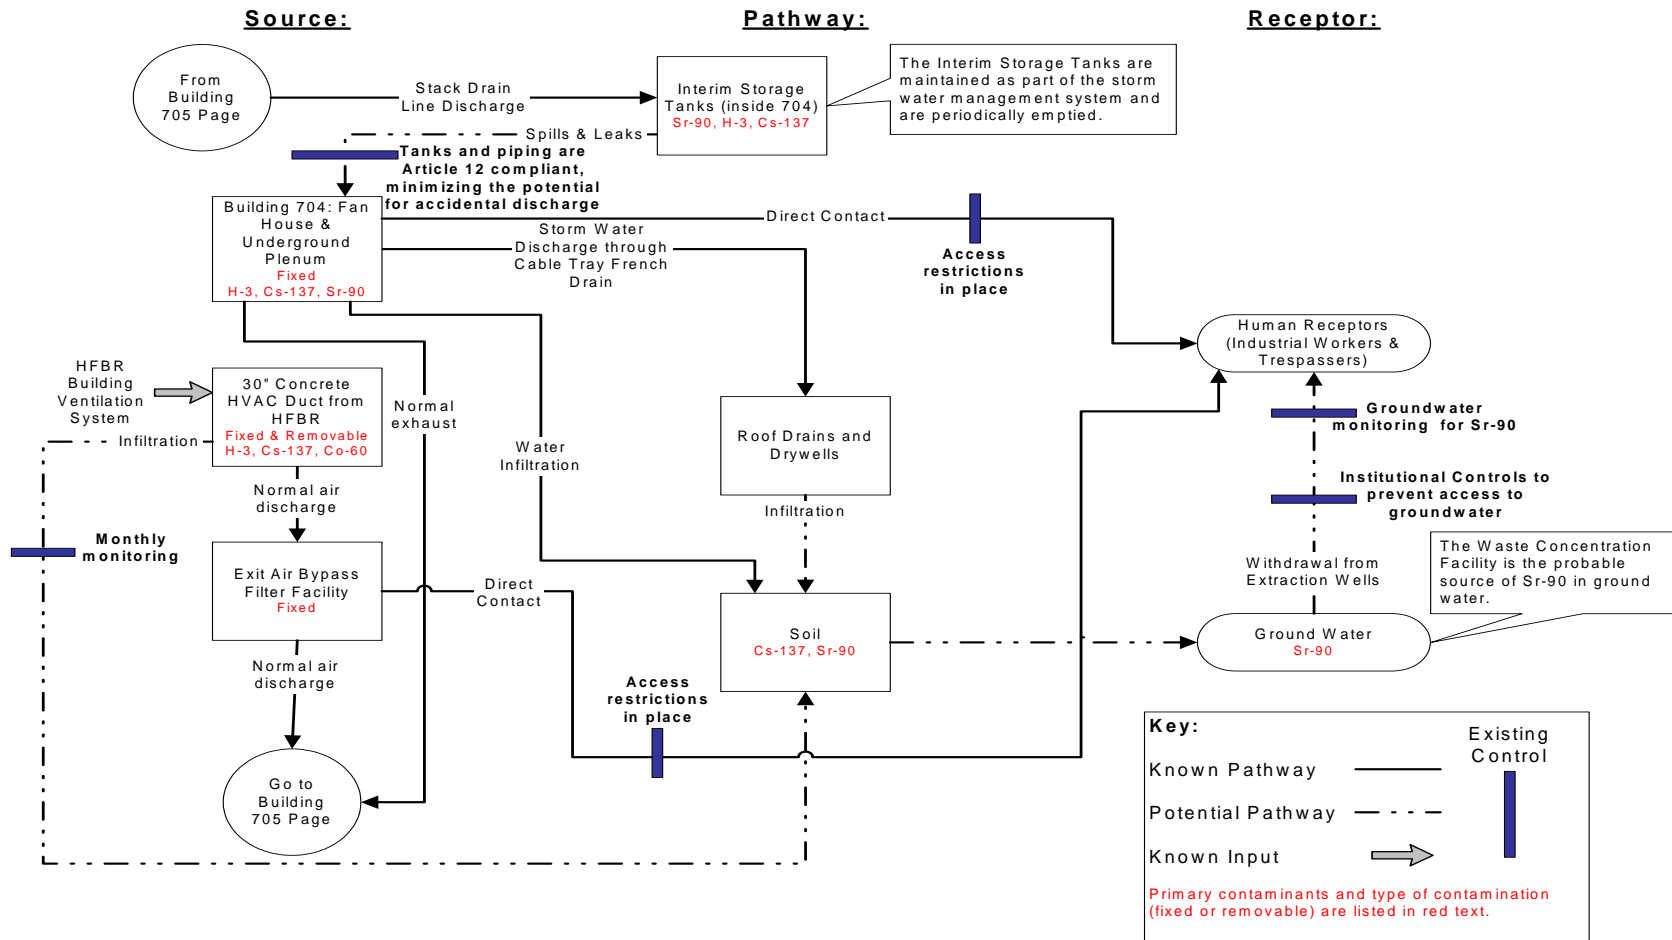 Source:
Pathway:
Receptor:
From
Building
705 Page
Stack Drain
Line Discharge
Interim Storage
Tanks (inside 704)
Sr-90, H-3, Cs-137
The Interim Storage Tanks are
maintained as part of the storm
water management system and
are periodically emptied.
Spills & Leaks
Tanks and piping are
Article 12 compliant,
minimizing the potential
for accidental discharge
Building 704: Fan
House &
Underground
Plenum
Fixed
H-3, Cs-137, Sr-90
Direct Contact
Storm Water
Discharge through
Cable Tray French
Drain
Access
restrictions
in place
Human Receptors
(Industrial Workers &
Trespassers)
HFBR
Building
Ventilation
System
30" Concrete
HVAC Duct from
HFBR
Fixed & Removable
H-3, Cs-137, Co-60
Normal
exhaust
Infiltration
Water
Infiltration
Roof Drains and
Drywells
Groundwater
monitoring for Sr-90
Normal air
discharge
Infiltration
Institutional Controls to
prevent access to
groundwater
Monthly
monitoring
Exit Air Bypass
Filter Facility
Fixed
Direct
Contact
Withdrawal from
Extraction Wells
The Waste Concentration
Facility is the probable
source of Sr-90 in ground
water.
Soil
Cs-137, Sr-90
Ground Water
Sr-90
Normal air
discharge
Access
restrictions
in place
Go to
Building
705 Page
Key:
Existing
Control
Known Pathway
Potential Pathway
Known Input
Primary contaminants and type of contamination
(fixed or removable) are listed in red text.